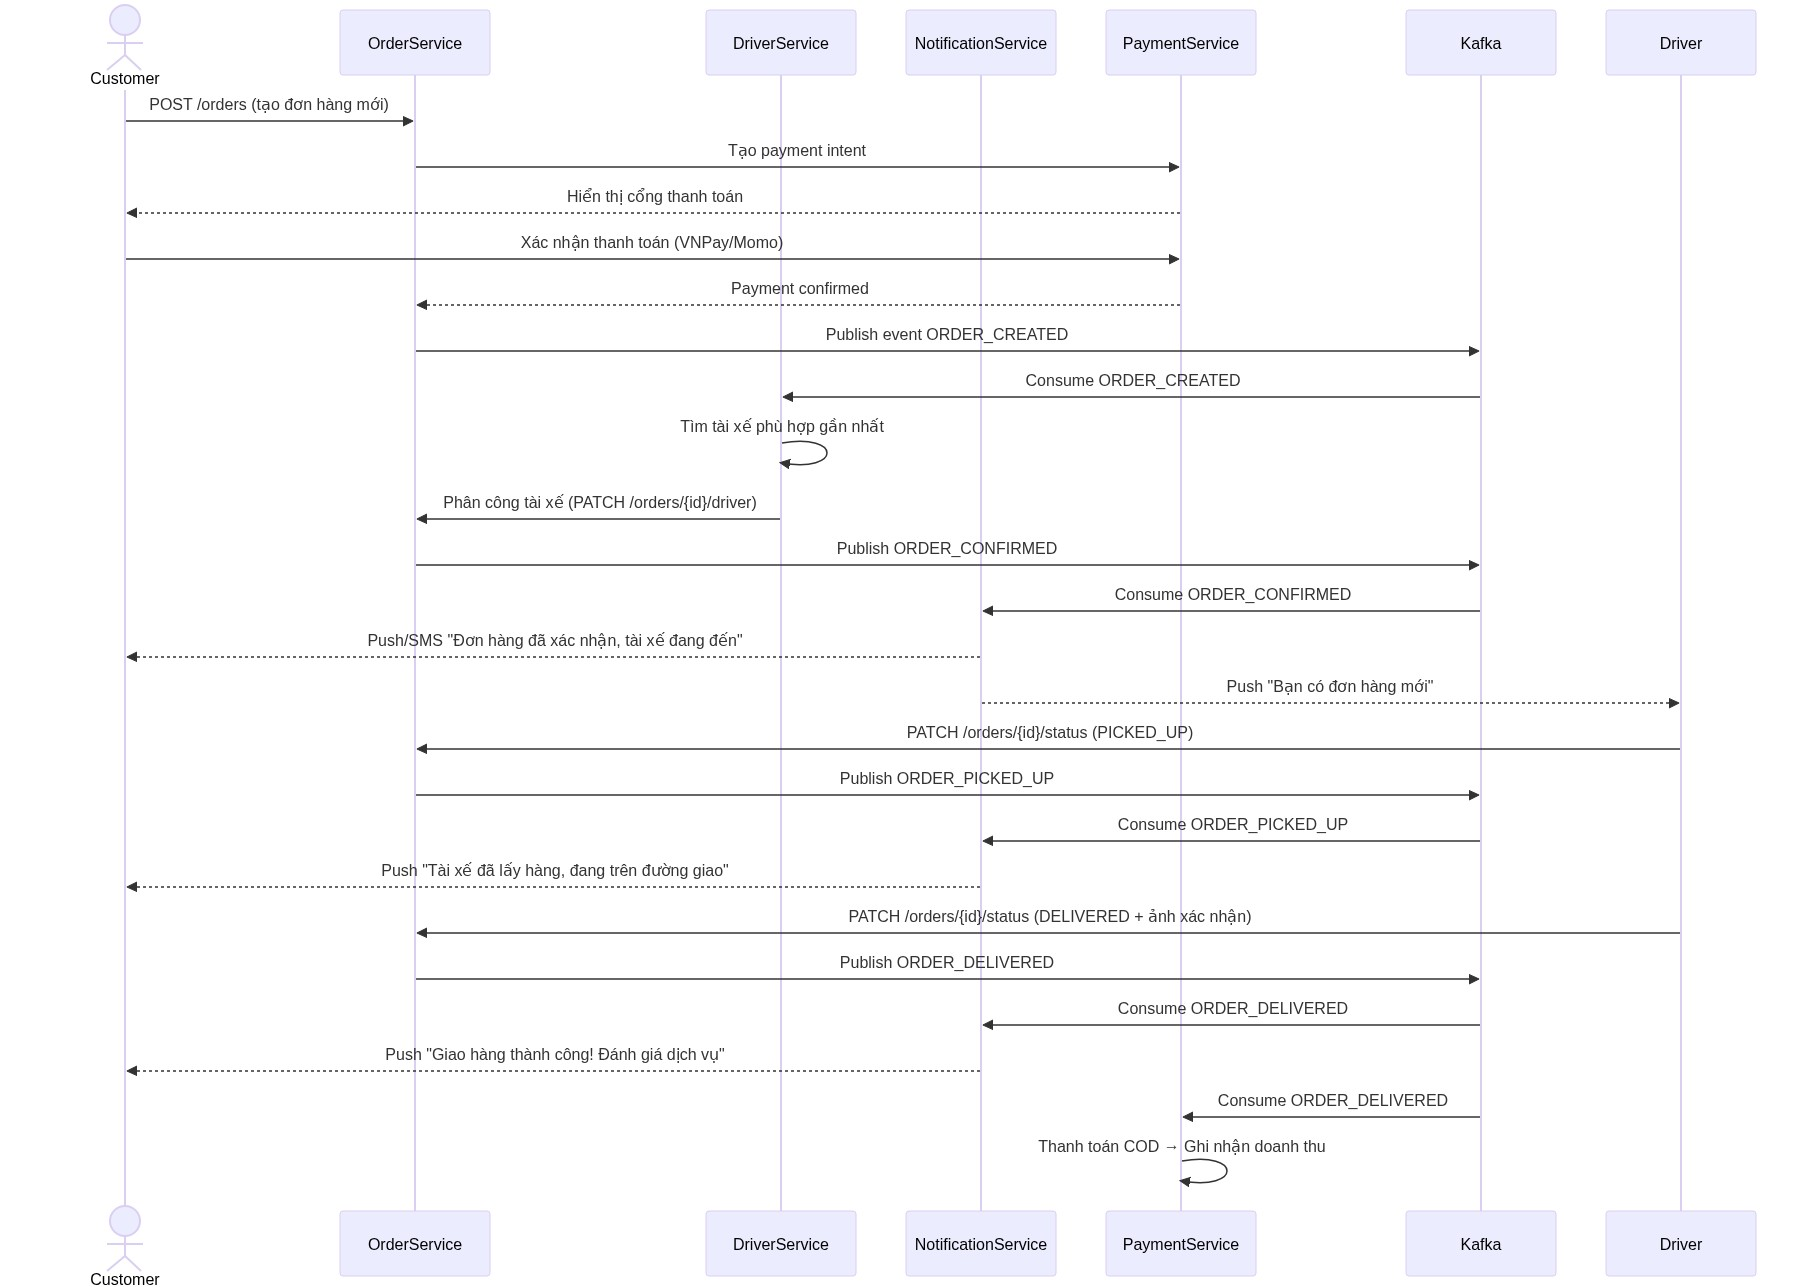 OrderService
DriverService
NotificationService
PaymentService
Kafka
Driver
Customer
POST /orders (tạo đơn hàng mới)
Tạo payment intent
Hiển thị cổng thanh toán
Xác nhận thanh toán (VNPay/Momo)
Payment confirmed
Publish event ORDER_CREATED
Consume ORDER_CREATED
Tìm tài xế phù hợp gần nhất
Phân công tài xế (PATCH /orders/{id}/driver)
Publish ORDER_CONFIRMED
Consume ORDER_CONFIRMED
Push/SMS "Đơn hàng đã xác nhận, tài xế đang đến"
Push "Bạn có đơn hàng mới"
PATCH /orders/{id}/status (PICKED_UP)
Publish ORDER_PICKED_UP
Consume ORDER_PICKED_UP
Push "Tài xế đã lấy hàng, đang trên đường giao"
PATCH /orders/{id}/status (DELIVERED + ảnh xác nhận)
Publish ORDER_DELIVERED
Consume ORDER_DELIVERED
Push "Giao hàng thành công! Đánh giá dịch vụ"
Consume ORDER_DELIVERED
Thanh toán COD → Ghi nhận doanh thu
OrderService
DriverService
NotificationService
PaymentService
Kafka
Driver
Customer